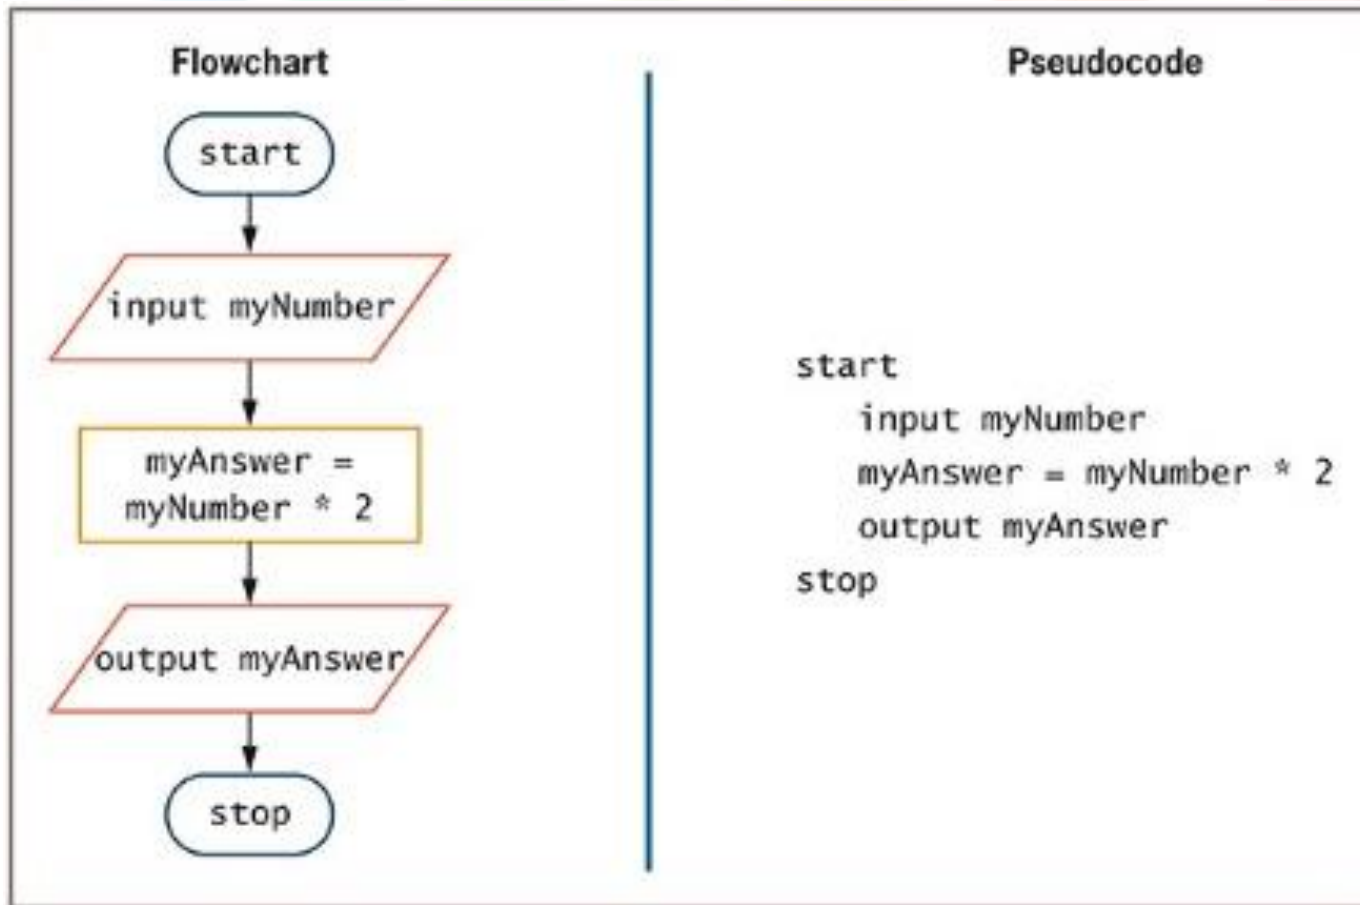 Flowchart
start
input myNumber
myAnswer =
myNumber * 2
output myAnswer
stop
Pseudocode
start
input myNumber
myAnswer = myNumber * 2
output myAnswer
stop